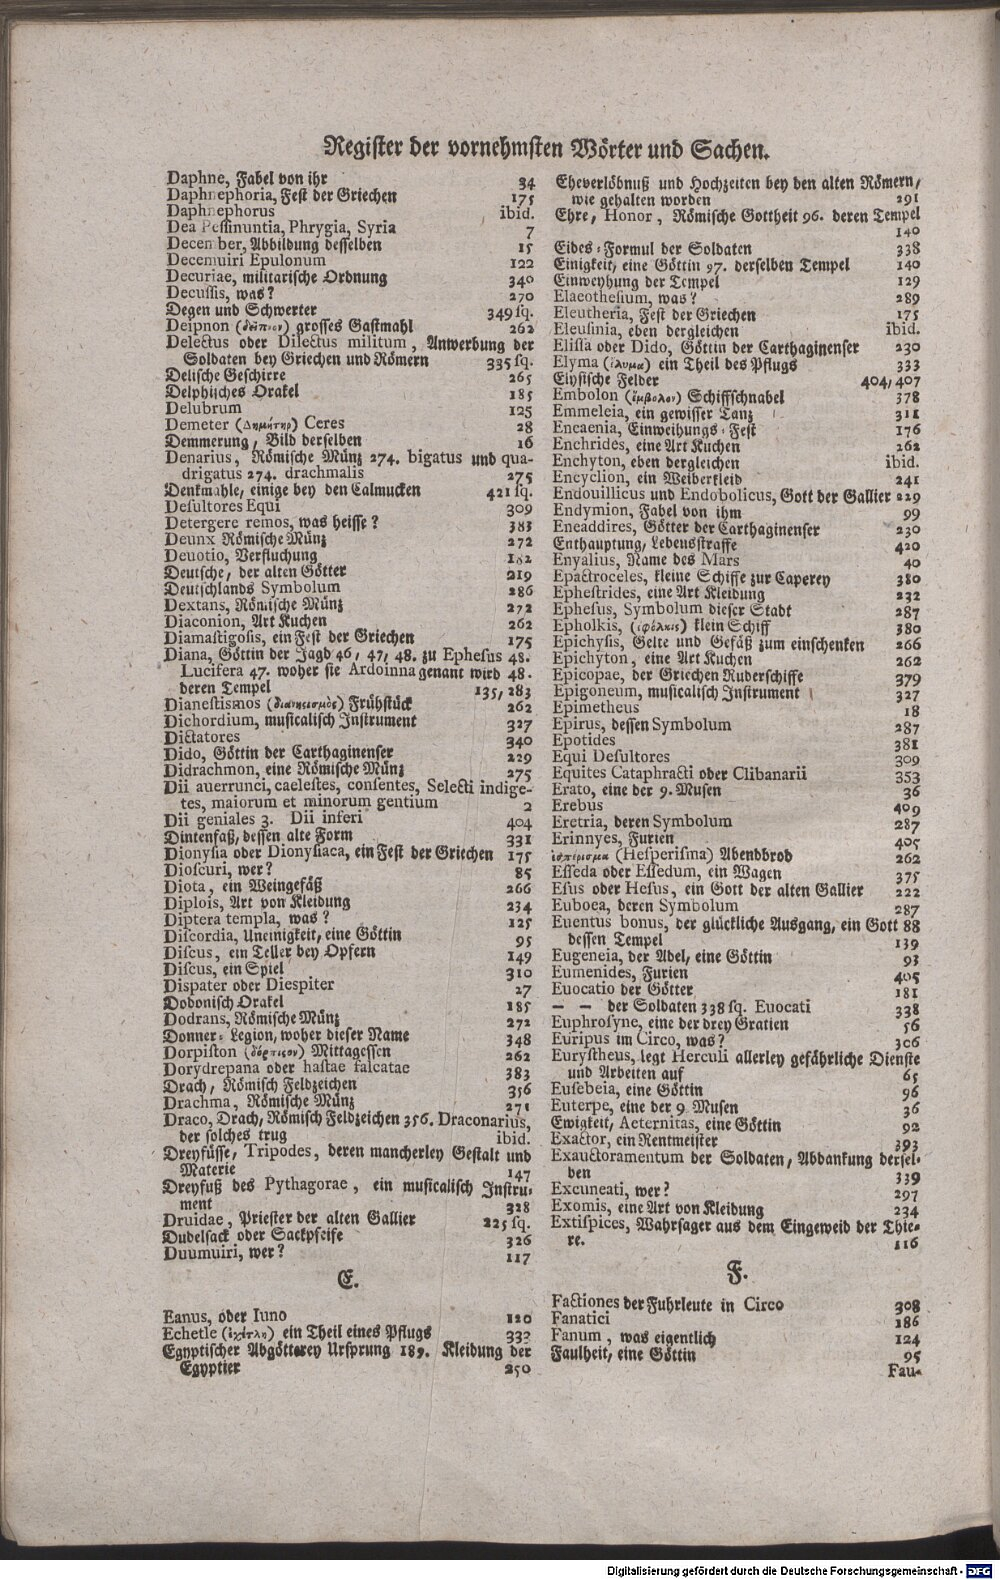 Register der vornehmsten Wörter und Sachen.
Daphne, Fabel von ihr 34
Daphnephoria, Fest der Griechen 175
Daphnephorus ibid.
Dea Pessinuntia, Phrygia, Syria 7
December, Abbildung desselben 15
Decemuiri Epulonum 122
Decuriae, militarische Ordnung 340
Decussis, was? 270
Degen und Schwerter 349 sq.
Deipnon (δεῖπνον) grosses Gastmahl 262
Delectus oder Dilectus militum, Anwerbung der
Soldaten bey Griechen und Römern 335 sq.
Delische Geschirre 265
Delphisches Orakel 185
Delubrum 125
Demeter (Δημήτηρ) Ceres 28
Demmerung, Bild derselben 16
Denarius, Römische Münz 274. bigatus und qua-
drigatus 274. drachmalis 275
Denkmahle, einige bey den Calmucken 421 sq.
Desultores Equi 309
Detergere remos, was heisse? 383
Deunx Römische Münz 272
Deuotio, Verfluchung 182
Deutsche, der alten Götter 219
Deutschlands Symbolum 286
Dextans, Römische Münz 272
Diaconion, Art Kuchen 262
Diamastigosis, ein Fest der Griechen 175
Diana, Göttin der Jagd 46, 47, 48. zu Ephesus 48.
Lucifera 47. woher sie Ardoinna genant wird 48.
deren Tempel 135, 283
Dianestismos (διανηςισμὸς) Frühstück 262
Dichordium, musicalisch Instrument 327
Dictatores 340
Dido, Göttin der Carthaginenser 229
Didrachmon, eine Römische Münz 275
Dii auerrunci, caelestes, consentes, Selecti indige-
tes, maiorum et minorum gentium 2
Dii geniales 3. Dii inferi 404
Dintenfaß, dessen alte Form 331
Dionysia oder Dionysiaca, ein Fest der Griechen 175
Dioscuri, wer? 85
Diota, ein Weingefäß 266
Diplois, Art von Kleidung 234
Diptera templa, was? 125
Discordia, Uneinigkeit, eine Göttin 95
Discus, ein Teller bey Opfern 149
Discus, ein Spiel 310
Dispater oder Diespiter 27
Dodonisch Orakel 185
Dodrans, Römische Münz 272
Donner-Legion, woher dieser Name 348
Dorpiston (δόρπιςον) Mittagessen 262
Dorydrepana oder hastae falcatae 383
Drach, Römisch Feldzeichen 356
Drachma, Römische Münz 271
Draco, Drach, Römisch Feldzeichen 356. Draconarius,
der solches trug ibid.
Dreyfüsse, Tripodes, deren mancherley Gestalt und
Materie 147
Dreyfuß des Pythagorae, ein musicalisch Instru-
ment 328
Druidae, Priester der alten Gallier 225 sq.
Dudelsack oder Sackpfeife 326
Duumuiri, wer? 117
E.
Eanus, oder Iuno 120
Echetle (ἐχέτλη) ein Theil eines Pflugs 333
Egyptischer Abgötterey Ursprung 189. Kleidung der
Egyptier 250
Eheverlöbnuß und Hochzeiten bey den alten Römern,
wie gehalten worden 291
Ehre, Honor, Römische Gottheit 96. deren Tempel
140
Eides-Formul der Soldaten 338
Einigkeit, eine Göttin 97. derselben Tempel 140
Einweyhung der Tempel 129
Elaeothesium, was? 289
Eleutheria, Fest der Griechen 175
Eleusinia, eben dergleichen ibid.
Elissa oder Dido, Göttin der Carthaginenser 230
Elyma (ἔλυμα) ein Theil des Pflugs 333
Elysische Felder 404, 407
Embolon (ἔμβολον) Schiffschnabel 378
Emmeleia, ein gewisser Tanz 311
Encaenia, Einweihungs-Fest 176
Enchrides, eine Art Kuchen 262
Enchyton, eben dergleichen ibid.
Encyclion, ein Weiberkleid 241
Endouillicus und Endobolicus, Gott der Gallier 229
Endymion, Fabel von ihm 99
Eneaddires, Götter der Carthaginenser 230
Enthauptung, Lebensstraffe 420
Enyalius, Name des Mars 40
Epactroceles, kleine Schiffe zur Caperey 380
Ephestrides, eine Art Kleidung 232
Ephesus, Symbolum dieser Stadt 287
Epholkis, (ἐφόλκις) klein Schiff 380
Epichysis, Gelte und Gefäß zum einschenken 266
Epichyton, eine Art Kuchen 262
Epicopae, der Griechen Ruderschiffe 379
Epigoneum, musicalisch Instrument 327
Epimetheus 18
Epirus, dessen Symbolum 287
Epotides 381
Equi Desultores 309
Equites Cataphracti oder Clibanarii 353
Erato, eine der 9. Musen 36
Erebus 409
Eretria, deren Symbolum 287
Erinnyes, Furien 405
ἑσπέρισμα (Hesperisma) Abendbrod 262
Esseda oder Essedum, ein Wagen 375
Esus oder Hesus, ein Gott der alten Gallier 222
Euboea, deren Symbolum 287
Euentus bonus, der glückliche Ausgang, ein Gott 88
dessen Tempel 139
Eugeneia, der Adel, eine Göttin 93
Eumenides, Furien 405
Euocatio der Götter 181
— — der Soldaten 338 sq. Euocati 338
Euphrosyne, eine der drey Gratien 56
Euripus im Circo, was? 306
Eurystheus, legt Herculi allerley gefährliche Dienste
und Arbeiten auf 65
Eusebeia, eine Göttin 96
Euterpe, eine der 9 Musen 36
Ewigkeit, Aeternitas, eine Göttin 92
Exactor, ein Rentmeister 393
Exauctoramentum der Soldaten, Abdankung dersel-
ben 339
Excuneati, wer? 297
Exomis, eine Art von Kleidung 234
Extispices, Wahrsager aus dem Eingeweid der Thie-
re. 116
F.
Factiones der Fuhrleute in Circo 308
Fanatici 186
Fanum, was eigentlich 124
Faulheit, eine Göttin 95
Fau-
Digitalisierung gefördert durch die Deutsche Forschungsgemeinschaft - DFG